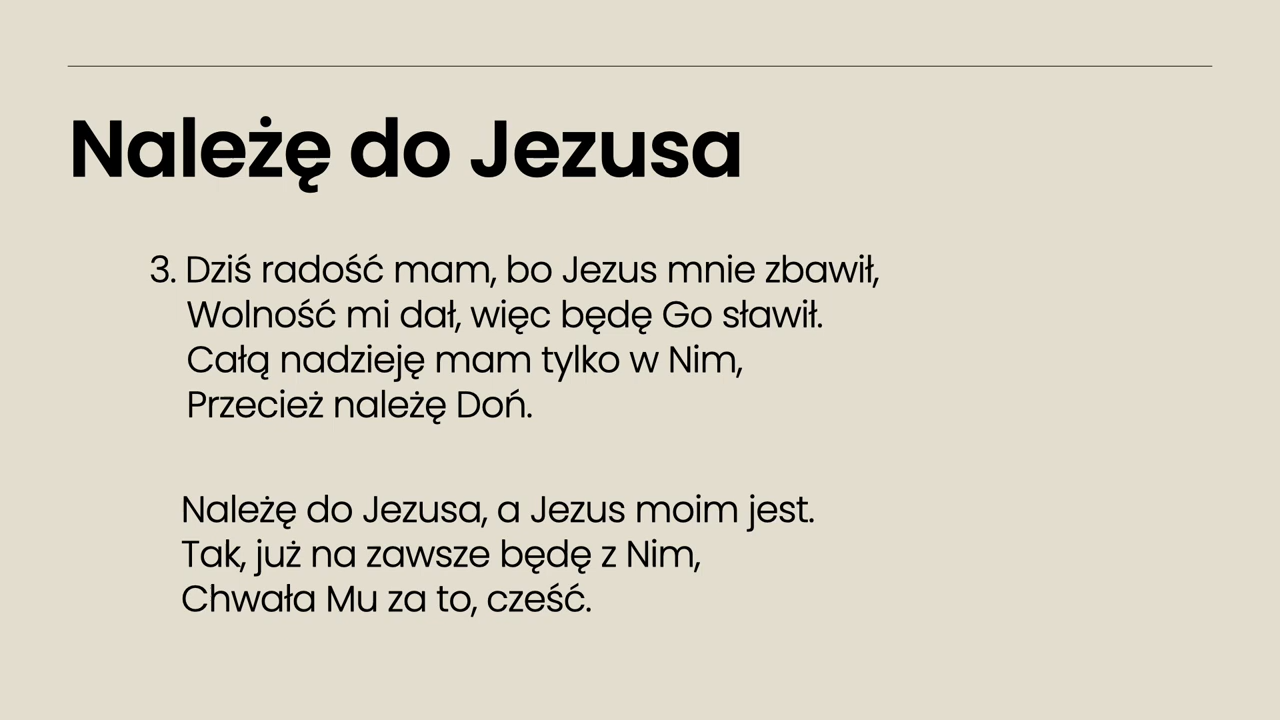 Należę do Jezusa
3. Dziś radość mam, bo Jezus mnie zbawił,
Wolność mi dał, więc będę Go sławił.
Całą nadzieję mam tylko w Nim,
Przecież należę Doń.
Należę do Jezusa, a Jezus moim jest.
Tak, już na zawsze będę z Nim,
Chwała Mu za to, cześć.